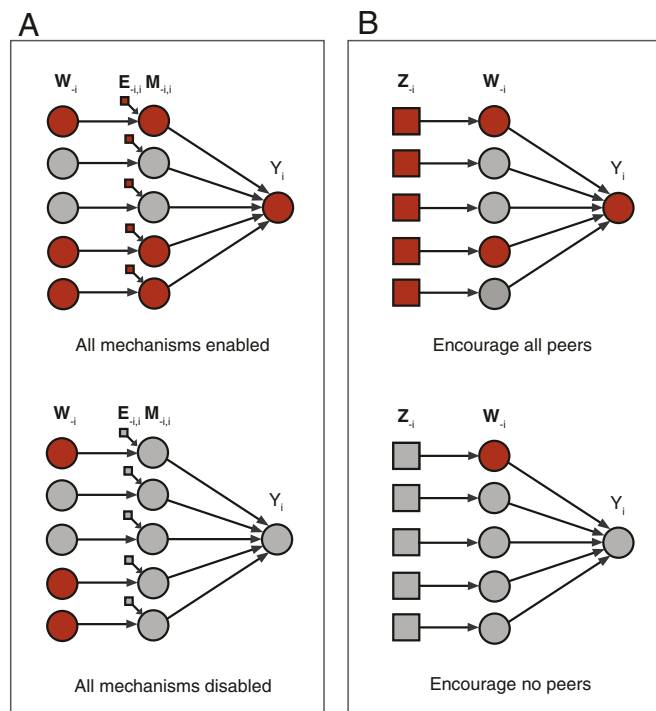 A
W-i E-i,i M-i,i
Yi
All mechanisms enabled
W-i E-i,i M-i,i
Yi
All mechanisms disabled
B
Z-i W-i
Yi
Encourage all peers
Z-i W-i
Yi
Encourage no peers